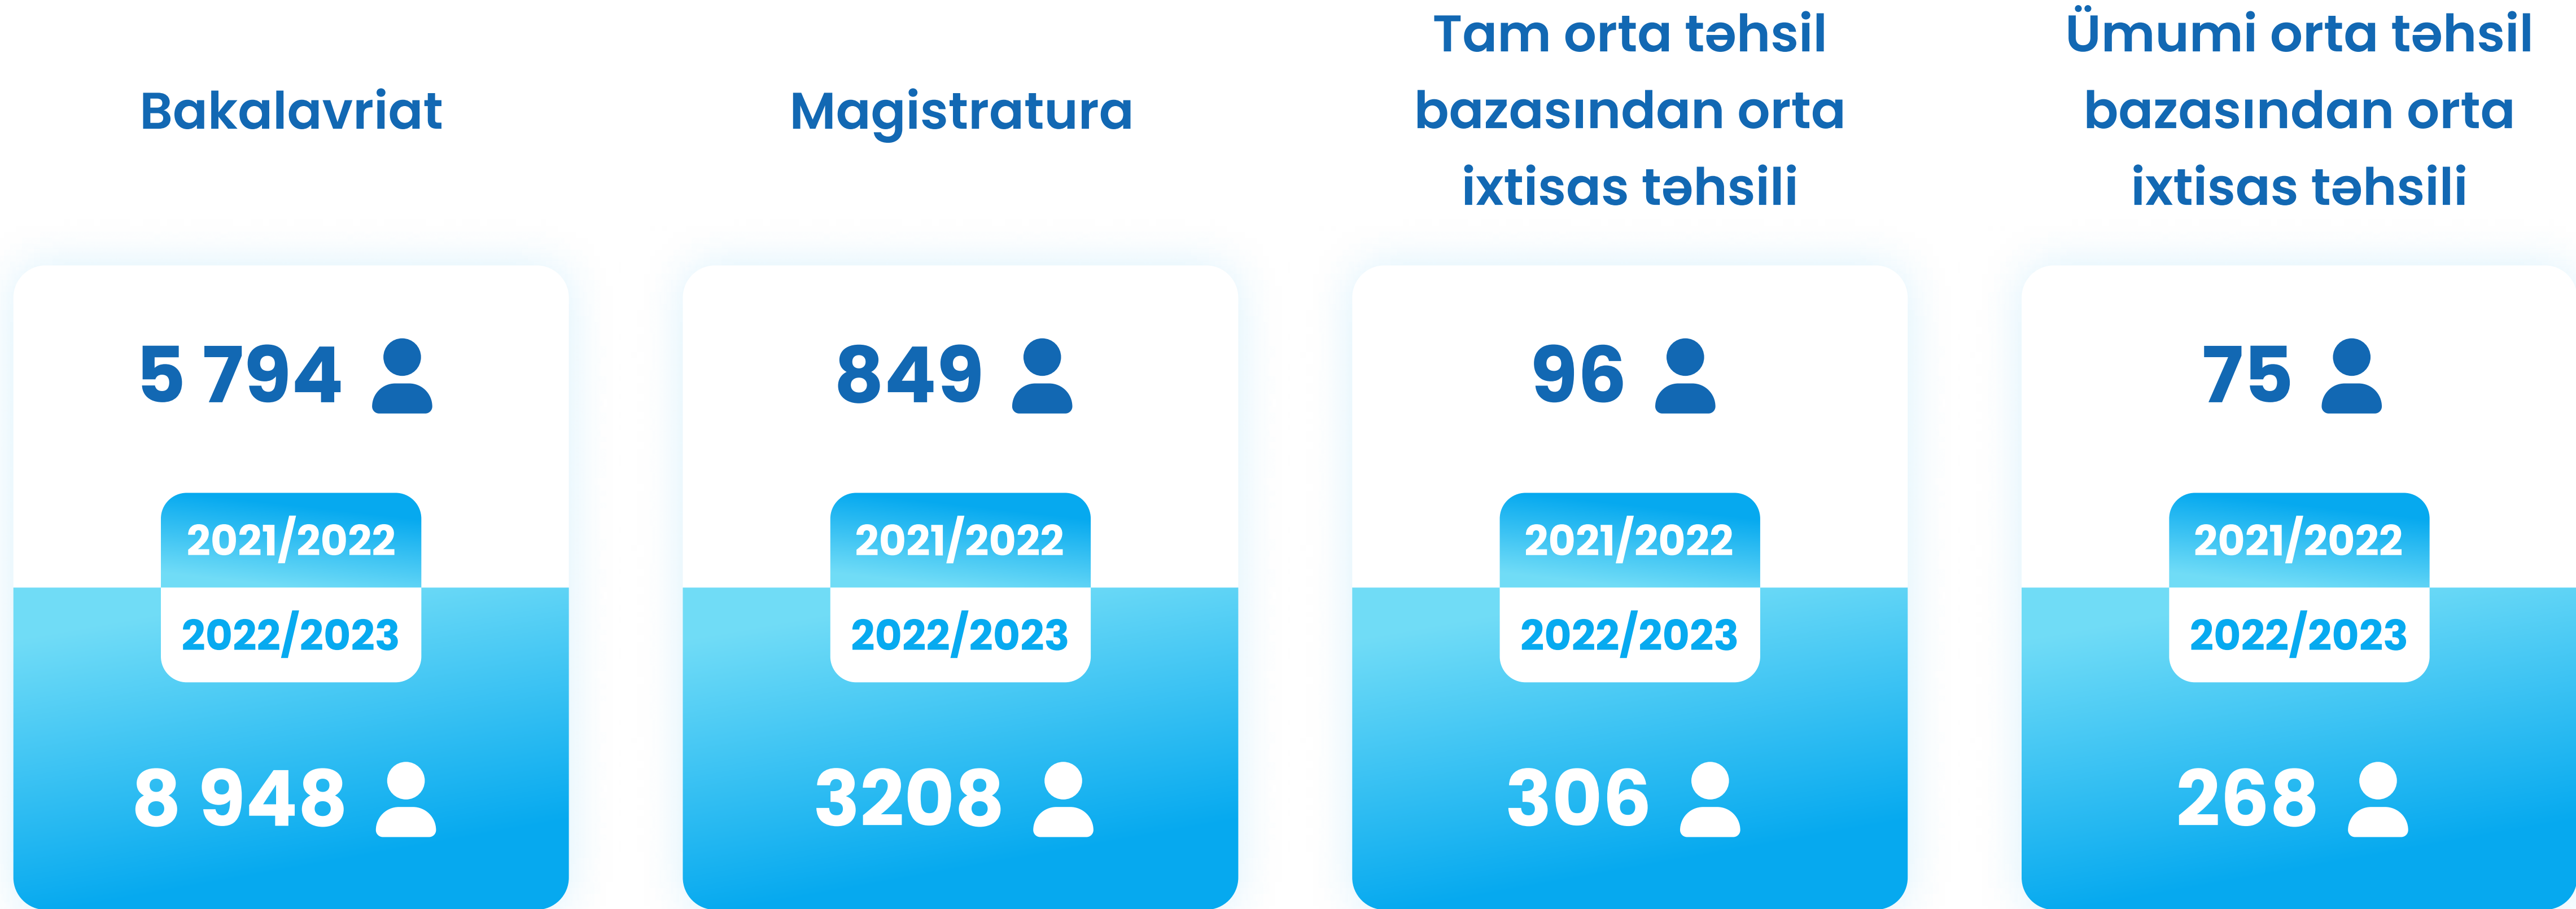 Bakalavriat
5 794
2021/2022
2022/2023
8 948
Magistratura
849
2021/2022
2022/2023
3208
Tam orta təhsil
bazasından orta
ixtisas təhsili
96
2021/2022
2022/2023
306
Ümumi orta təhsil
bazasından orta
ixtisas təhsili
75
2021/2022
2022/2023
268